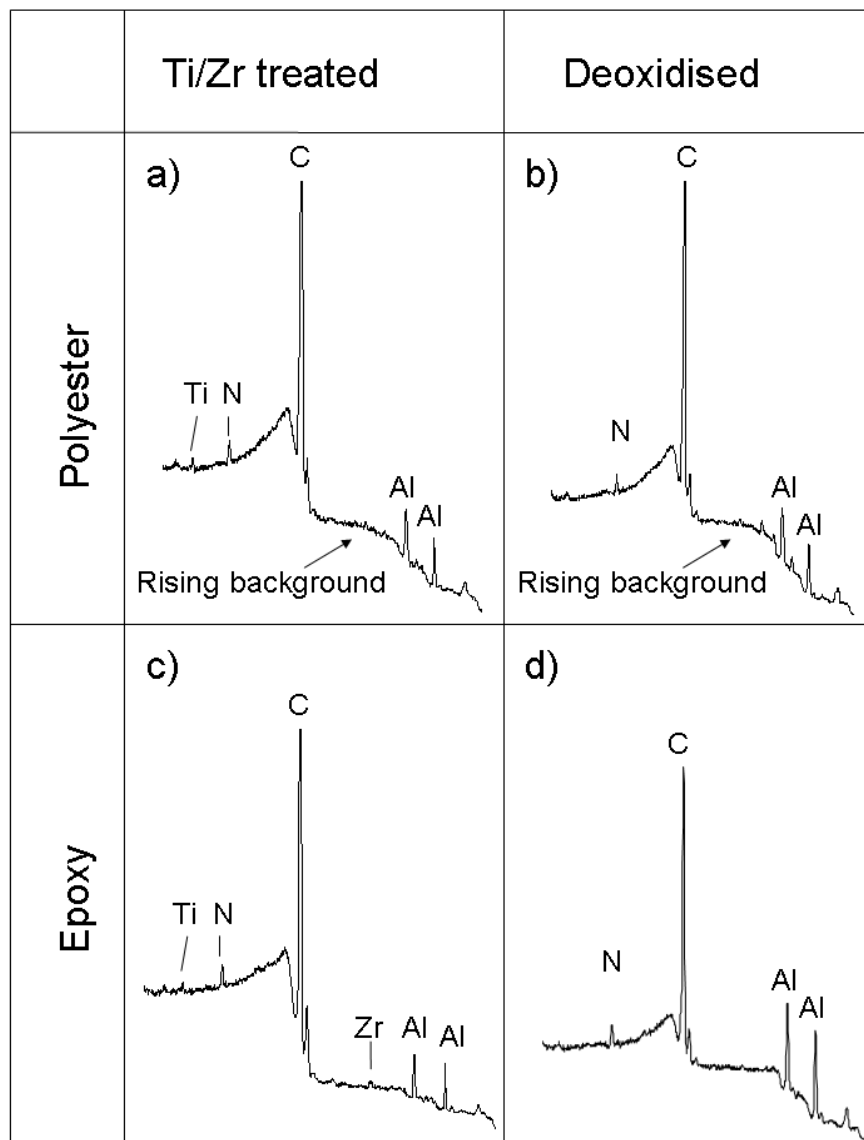 Ti/Zr treated
Deoxidised
Polyester
a)
C
Ti N
Al
Al
Rising background
b)
C
N
Al
Al
Rising background
Epoxy
c)
C
Ti N
Zr Al Al
d)
C
N
Al
Al